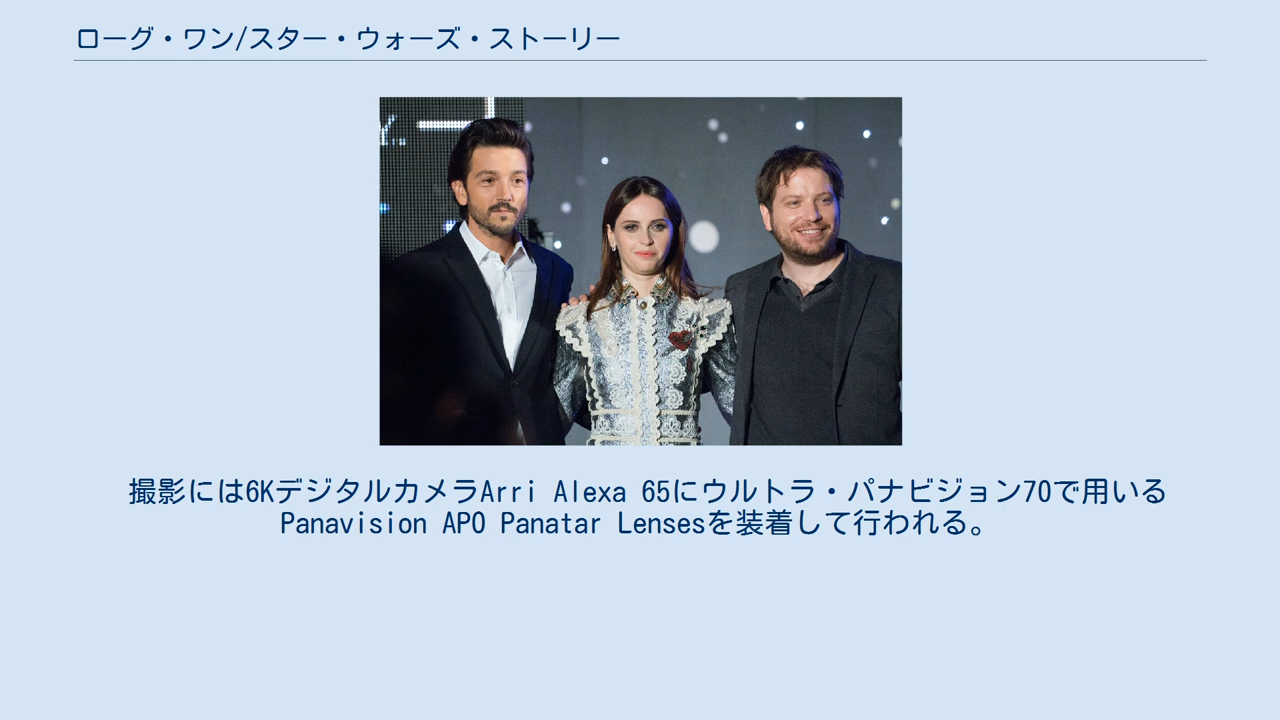 ローグ・ワン/スター・ウォーズ・ストーリー
撮影には6KデジタルカメラArri Alexa 65にウルトラ・パナビジョン70で用いる
Panavision APO Panatar Lensesを装着して行われる。